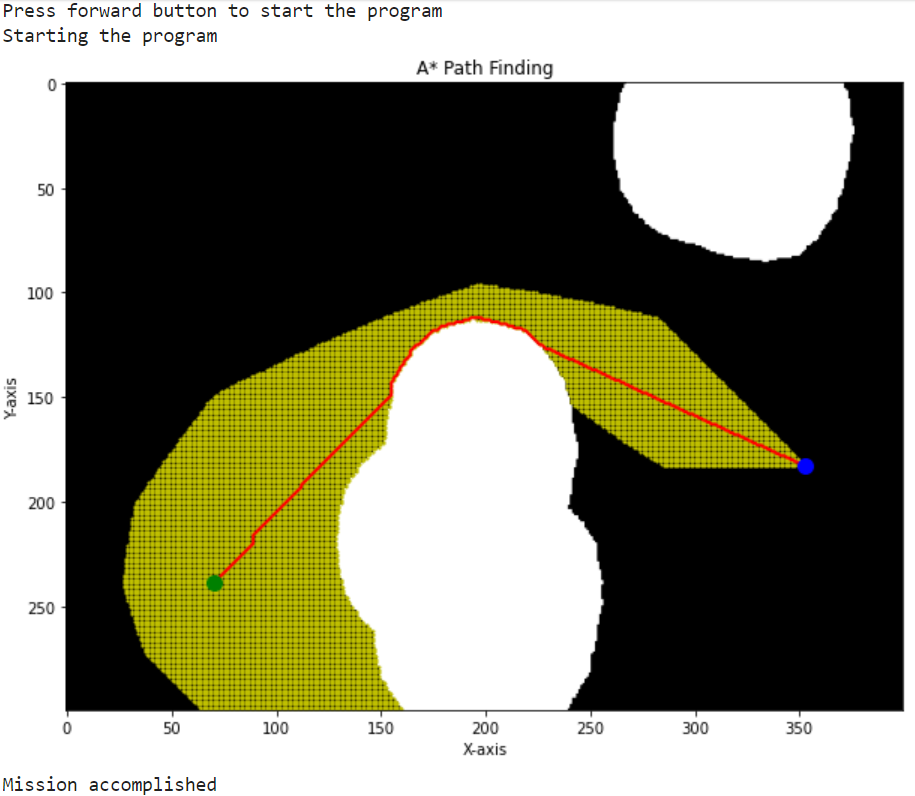 Press forward button to start the program
Starting the program
A* Path Finding
0
50
100
150
200
250
Y-axis
0 50 100 150 200 250 300 350
X-axis
Mission accomplished